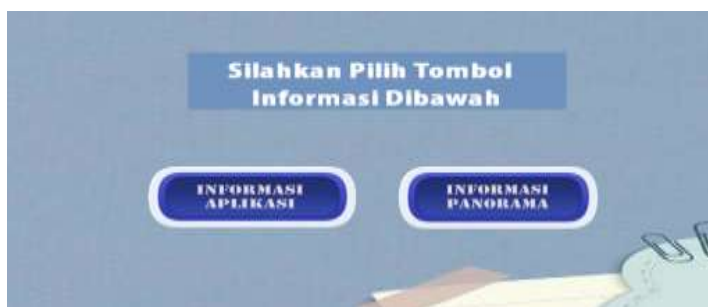 Silahkan Pilih Tombol
Informasi Dibawah
INFORMASI
APLIKASI
INFORMASI
PANORAMA